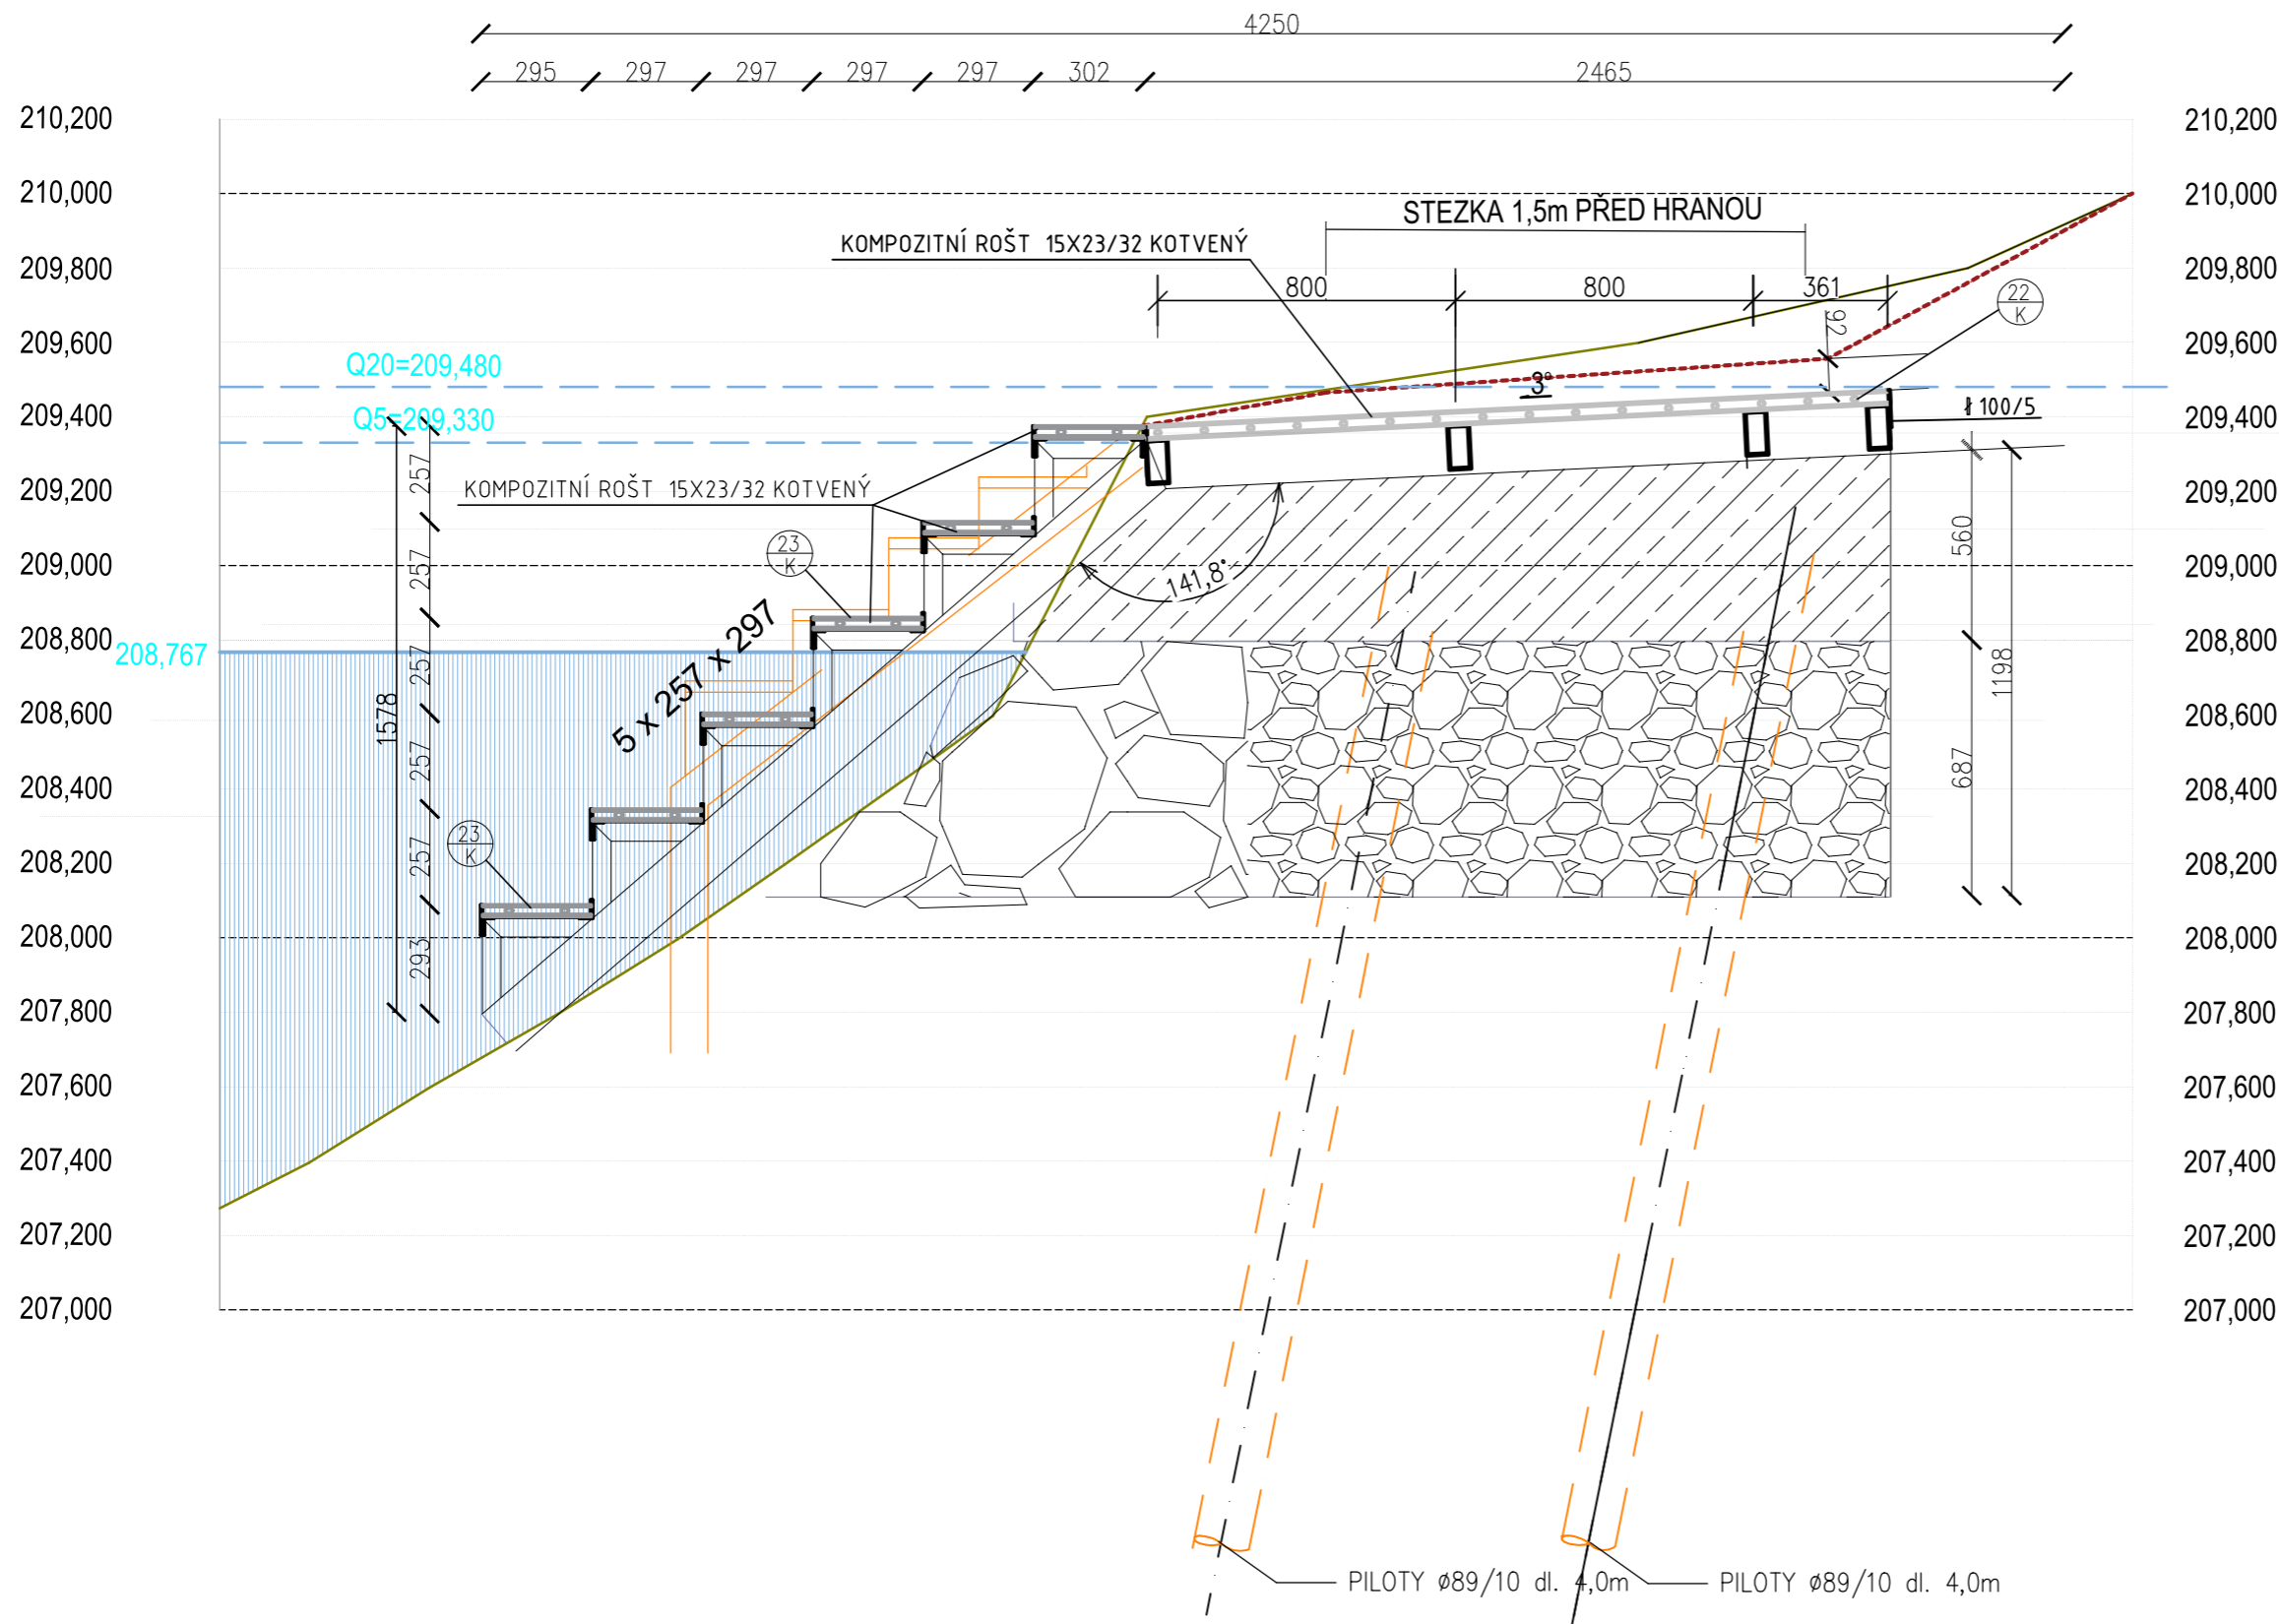 4250
295 297 297 297 297 302 2465
210,200 210,200
210,000 210,000
STEZKA 1,5m PŘED HRANOU
KOMPOZITNÍ ROŠT 15X23/32 KOTVENÝ
209,800 209,800
800 800 361
22
K
92
209,600 209,600
Q20=209,480
3°
209,400 209,400
Q5=209,330
100/5
257
KOMPOZITNÍ ROŠT 15X23/32 KOTVENÝ
209,200 209,200
23
K
257
560
209,000 209,000
141,8°
5 x 257 x 297
208,800 208,800
208,767
257
1198
1578
208,600 208,600
257
687
208,400 208,400
23
K
257
208,200 208,200
293
208,000 208,000
207,800 207,800
207,600 207,600
207,400 207,400
207,200 207,200
207,000 207,000
PILOTY ø89/10 dl. 4,0m
PILOTY ø89/10 dl. 4,0m